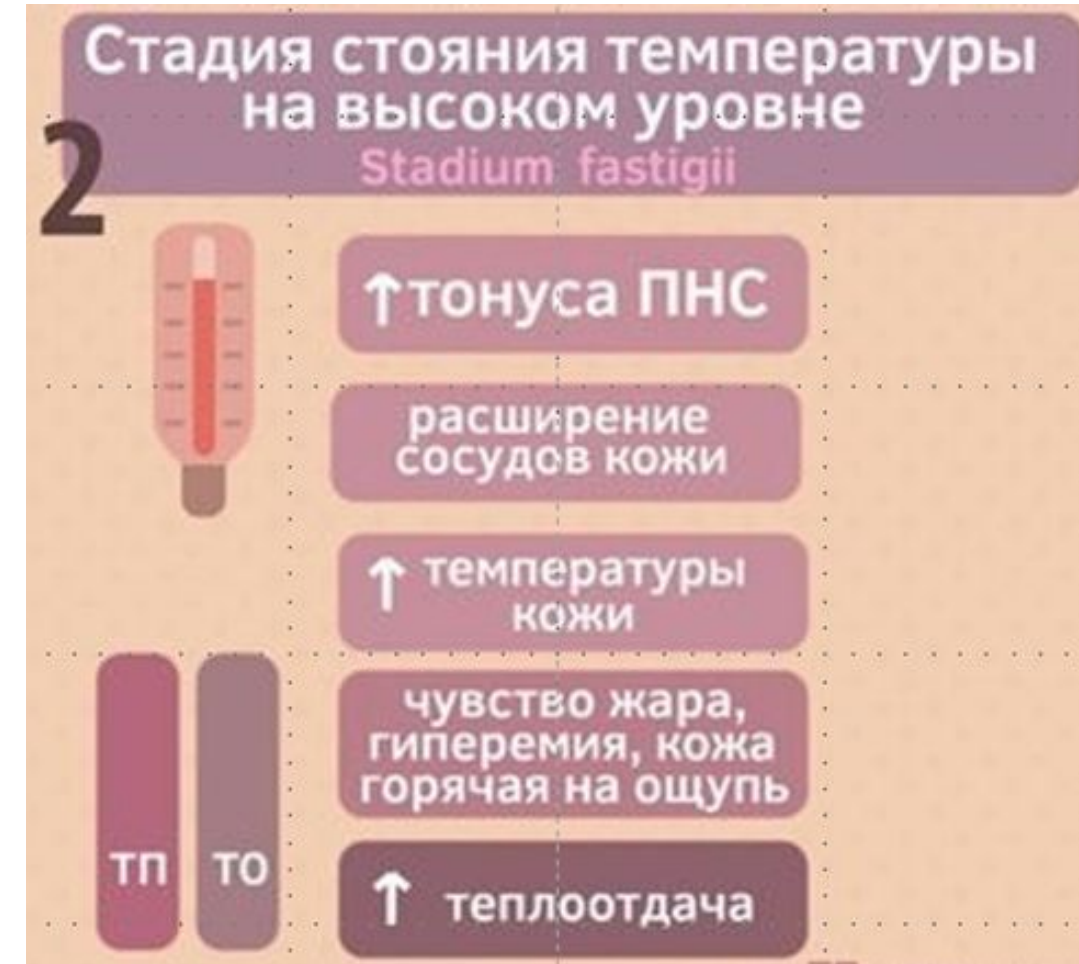 Стадия стояния температуры
на высоком уровне
Stadium fastigii
2
↑тонуса ПНС
расширение
сосудов кожи
↑ температуры
кожи
чувство жара,
гиперемия, кожа
горячая на ощупь
ТП ТО
↑ теплоотдача